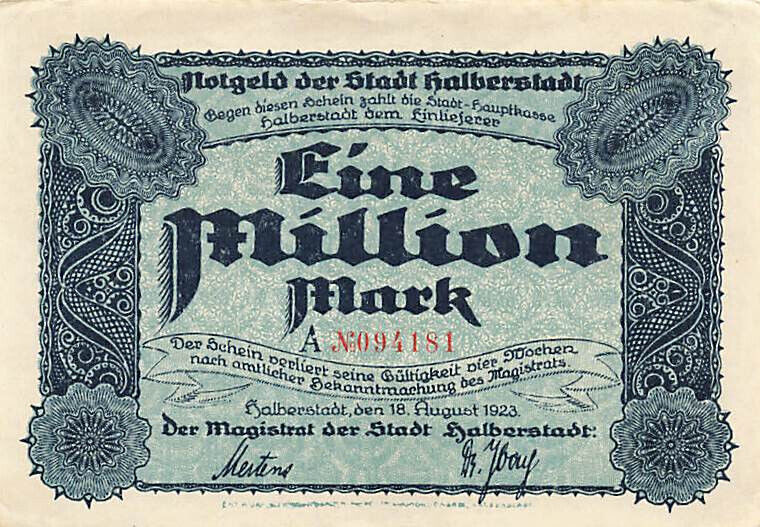 Notgeld der Stadt Halberstadt
Gegen diesen Schein zahlt die Stadt-Hauptkasse
Halberstadt dem Einlieferer
Eine
Million
Mark
A No 094181
Der Schein verliert seine Gültigkeit vier Wochen
nach amtlicher Bekanntmachung des Magistrats
Halberstadt, den 18. August 1923.
Der Magistrat der Stadt Halberstadt:
Mertens